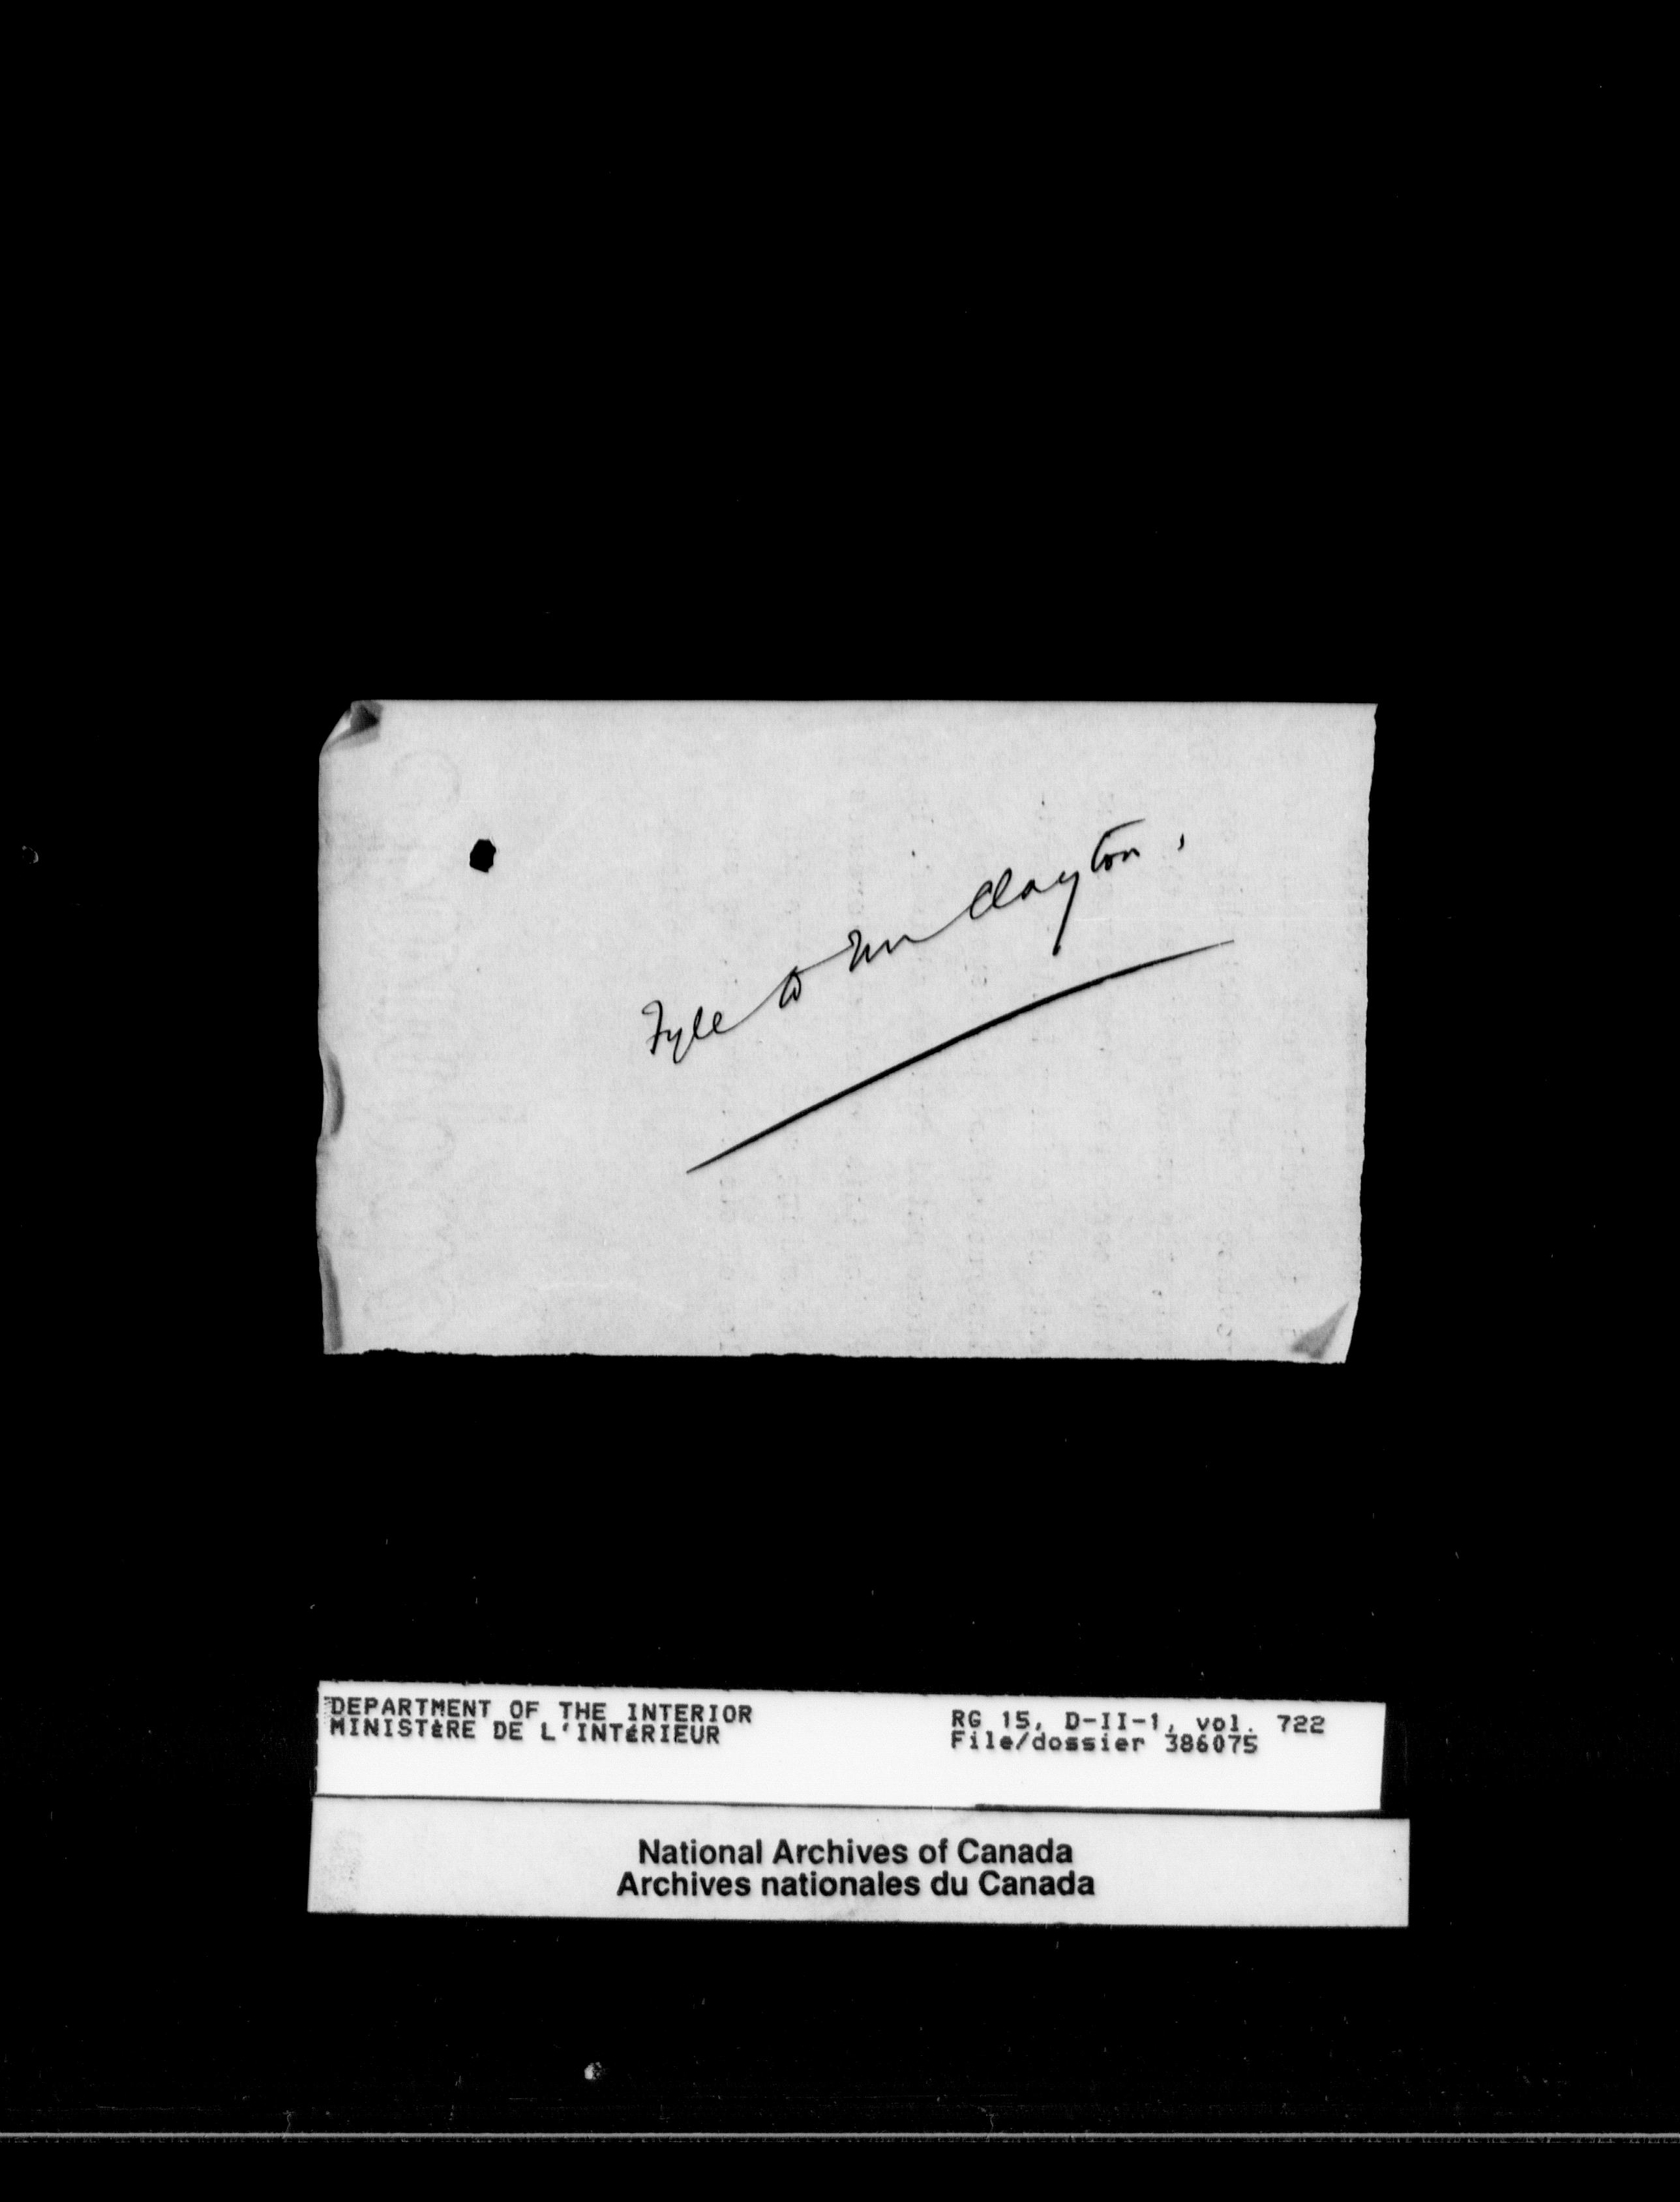 Fyle to Mr Clayton.
DEPARTMENT OF THE INTERIOR
MINISTÈRE DE L'INTÉRIEUR
RG 15, D-II-1, vol. 722
File/dossier 386075
National Archives of Canada
Archives nationales du Canada